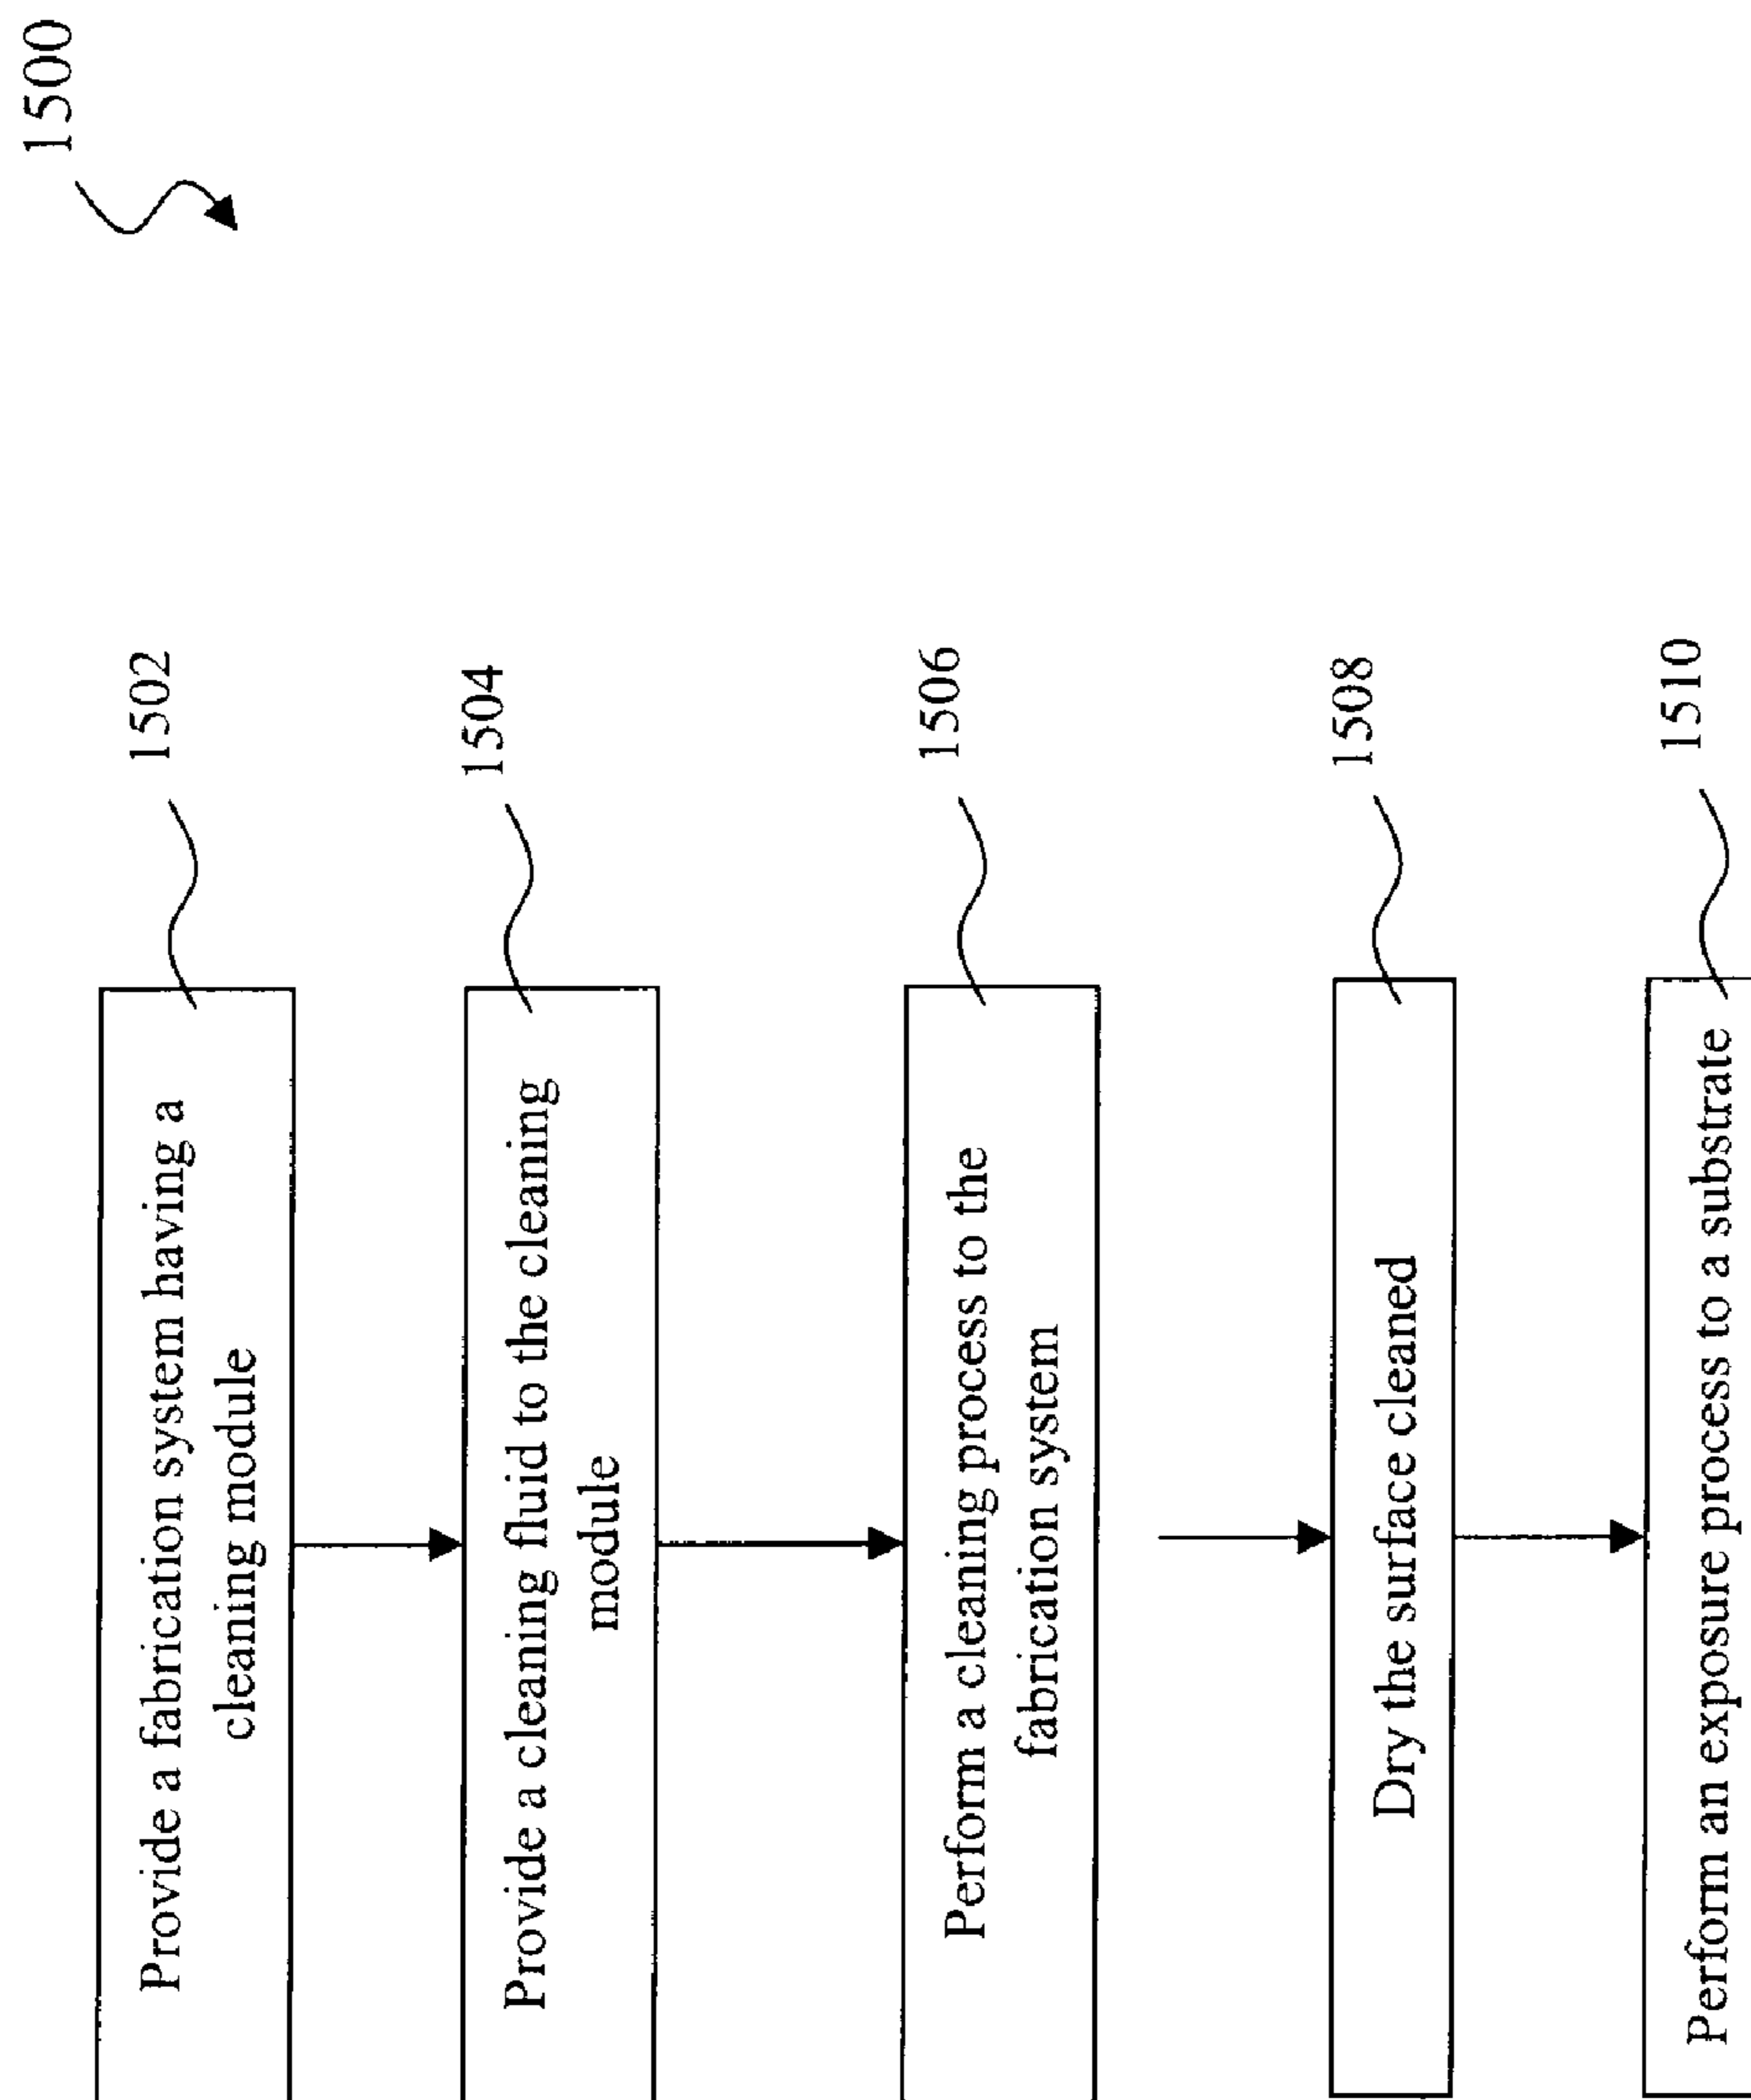 1500
Provide a fabrication system having a
cleaning module
1502
Provide a cleaning fluid to the cleaning
module
1504
Perform a cleaning process to the
fabrication system
1506
Dry the surface cleaned
1508
Perform an exposure process to a substrate
1510